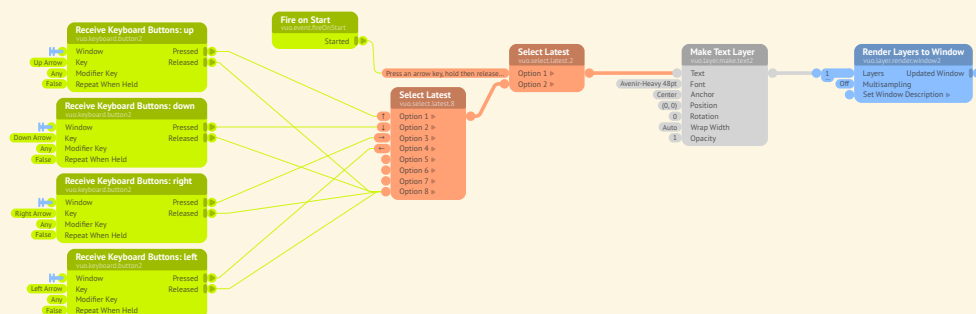 Receive Keyboard Buttons: up
vuo.keyboard.button2
Window Pressed
Up Arrow Key Released
Any Modifier Key
False Repeat When Held
Receive Keyboard Buttons: down
vuo.keyboard.button2
Window Pressed
Down Arrow Key Released
Any Modifier Key
False Repeat When Held
Receive Keyboard Buttons: right
vuo.keyboard.button2
Window Pressed
Right Arrow Key Released
Any Modifier Key
False Repeat When Held
Receive Keyboard Buttons: left
vuo.keyboard.button2
Window Pressed
Left Arrow Key Released
Any Modifier Key
False Repeat When Held
Fire on Start
vuo.event.fireOnStart
Started
Select Latest
vuo.select.latest.8
↑ Option 1
↓ Option 2
→ Option 3
← Option 4
Option 5
Option 6
Option 7
Option 8
Select Latest
vuo.select.latest.2
Press an arrow key, hold then release... Option 1
Option 2
Make Text Layer
vuo.layer.make.text2
Text
Avenir-Heavy 48pt Font
Center Anchor
(0, 0) Position
0 Rotation
Auto Wrap Width
1 Opacity
Render Layers to Window
vuo.layer.render.window2
1 Layers Updated Window
Off Multisampling
Set Window Description